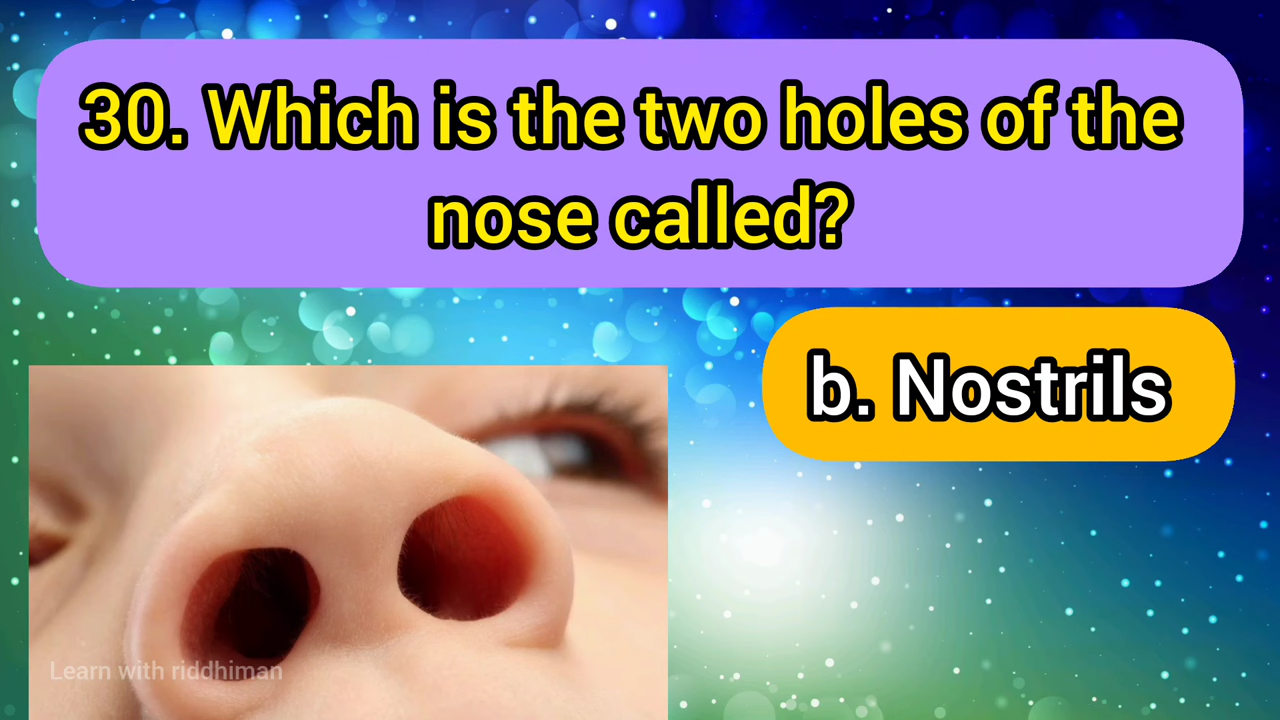 30. Which is the two holes of the
nose called?
b. Nostrils
Learn with riddhiman